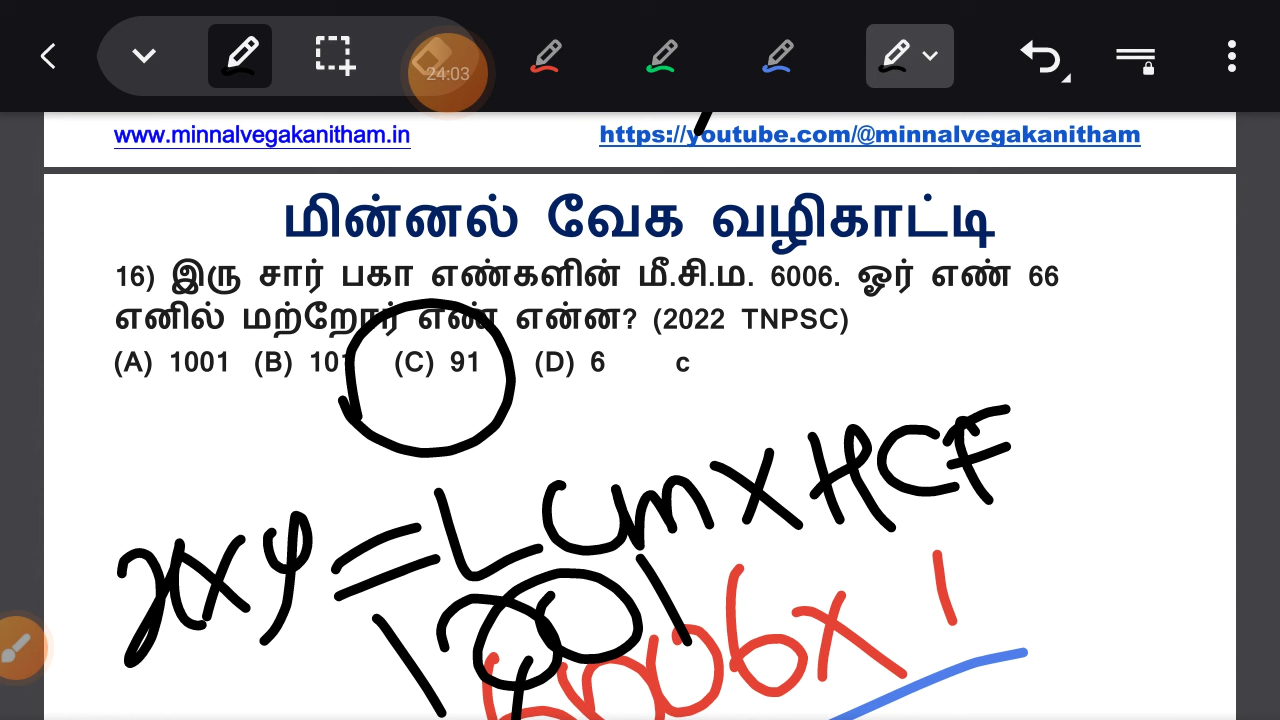 24:03
www.minnalvegakanitham.in https://youtube.com/@minnalvegakanitham
மின்னல் வேக வழிகாட்டி
16) இரு சார் பகா எண்களின் மீ.சி.ம. 6006. ஓர் எண் 66
எனில் மற்றோர் எண் என்ன? (2022 TNPSC)
(A) 1001 (B) 101 (C) 91 (D) 6 c
x x y = LCM X HCF
6006 x 1